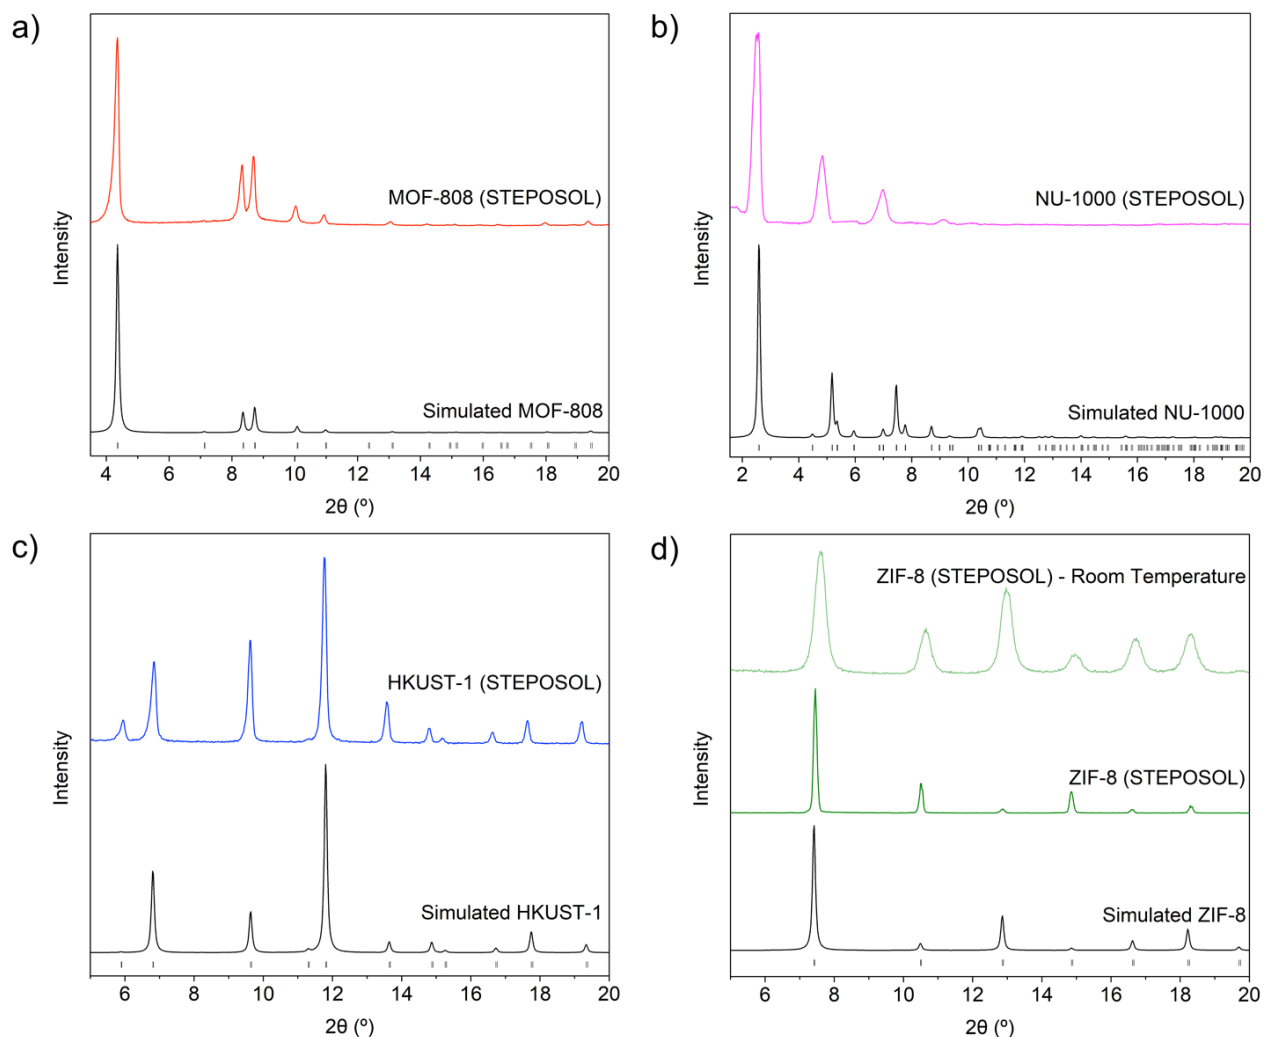 a)
Intensity
MOF-808 (STEPOSOL)
Simulated MOF-808
4 6 8 10 12 14 16 18 20
2θ (º)
b)
Intensity
NU-1000 (STEPOSOL)
Simulated NU-1000
2 4 6 8 10 12 14 16 18 20
2θ (º)
c)
Intensity
HKUST-1 (STEPOSOL)
Simulated HKUST-1
6 8 10 12 14 16 18 20
2θ (º)
d)
Intensity
ZIF-8 (STEPOSOL) - Room Temperature
ZIF-8 (STEPOSOL)
Simulated ZIF-8
6 8 10 12 14 16 18 20
2θ (º)